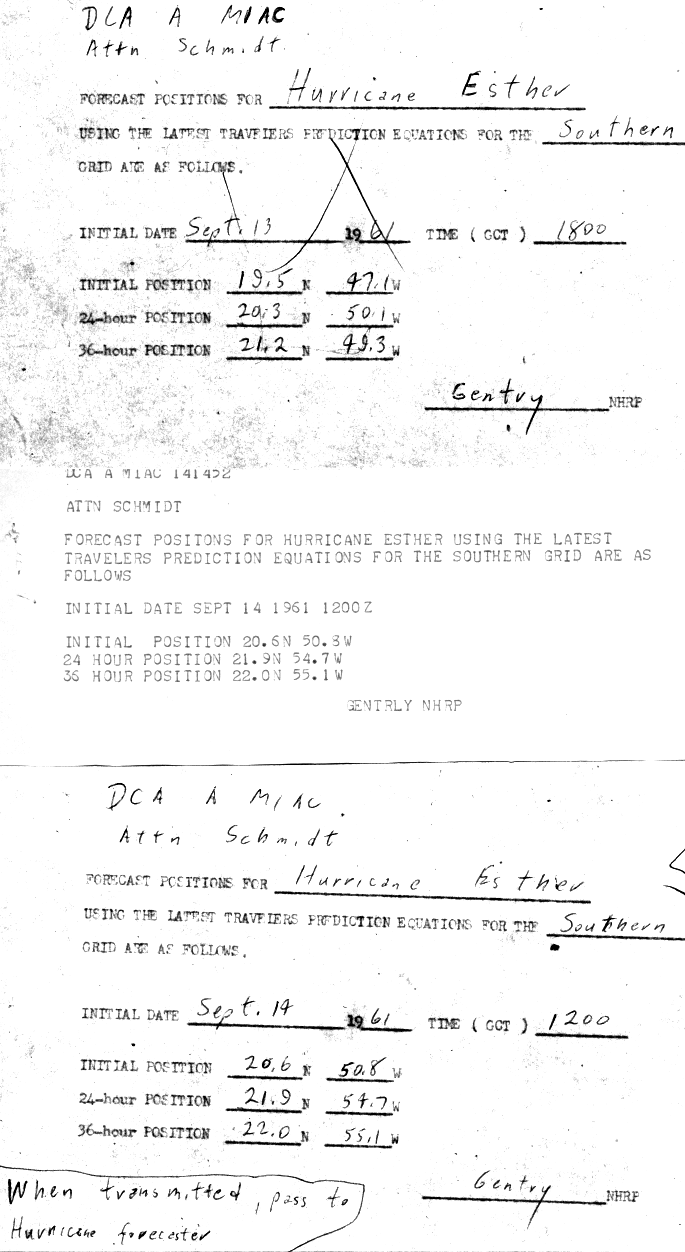 DCA A MIAC
Attn Schmidt
FORECAST POSITIONS FOR Hurricane Esther
USING THE LATEST TRAVELERS PREDICTION EQUATIONS FOR THE Southern
GRID ARE AS FOLLOWS.
INITIAL DATE Sept. 13 1961 TIME ( GCT ) 1800
INITIAL POSITION 19.5 N 47.1 W
24-hour POSITION 20.3 N 50.1 W
36-hour POSITION 21.2 N 49.3 W
Gentry NHRP
DCA A MIAC 141452
ATTN SCHMIDT
FORECAST POSITONS FOR HURRICANE ESTHER USING THE LATEST
TRAVELERS PREDICTION EQUATIONS FOR THE SOUTHERN GRID ARE AS
FOLLOWS
INITIAL DATE SEPT 14 1961 1200Z
INITIAL POSITION 20.6N 50.8W
24 HOUR POSITION 21.9N 54.7W
36 HOUR POSITION 22.0N 55.1W
GENTRLY NHRP
DCA A MIAC
Attn Schmidt
FORECAST POSITIONS FOR Hurricane Esther
USING THE LATEST TRAVELERS PREDICTION EQUATIONS FOR THE Southern
GRID ARE AS FOLLOWS.
INITIAL DATE Sept. 14 1961 TIME ( GCT ) 1200
INITIAL POSITION 20.6 N 50.8 W
24-hour POSITION 21.9 N 54.7 W
36-hour POSITION 22.0 N 55.1 W
Gentry NHRP
When transmitted, pass to
Hurricane forecaster